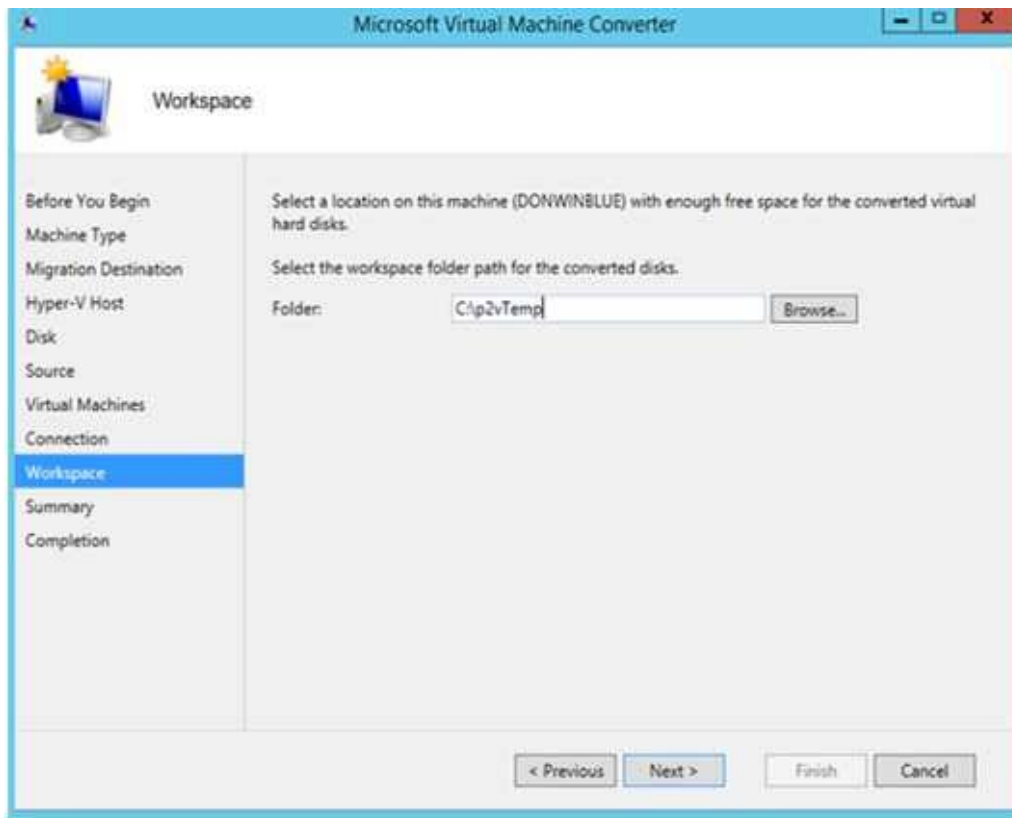 Microsoft Virtual Machine Converter
Workspace
Before You Begin
Machine Type
Migration Destination
Hyper-V Host
Disk
Source
Virtual Machines
Connection
Workspace
Summary
Completion
Select a location on this machine (DONWINBLUE) with enough free space for the converted virtual
hard disks.
Select the workspace folder path for the converted disks.
Folder: C:\p2vTemp Browse...
< Previous Next > Finish Cancel